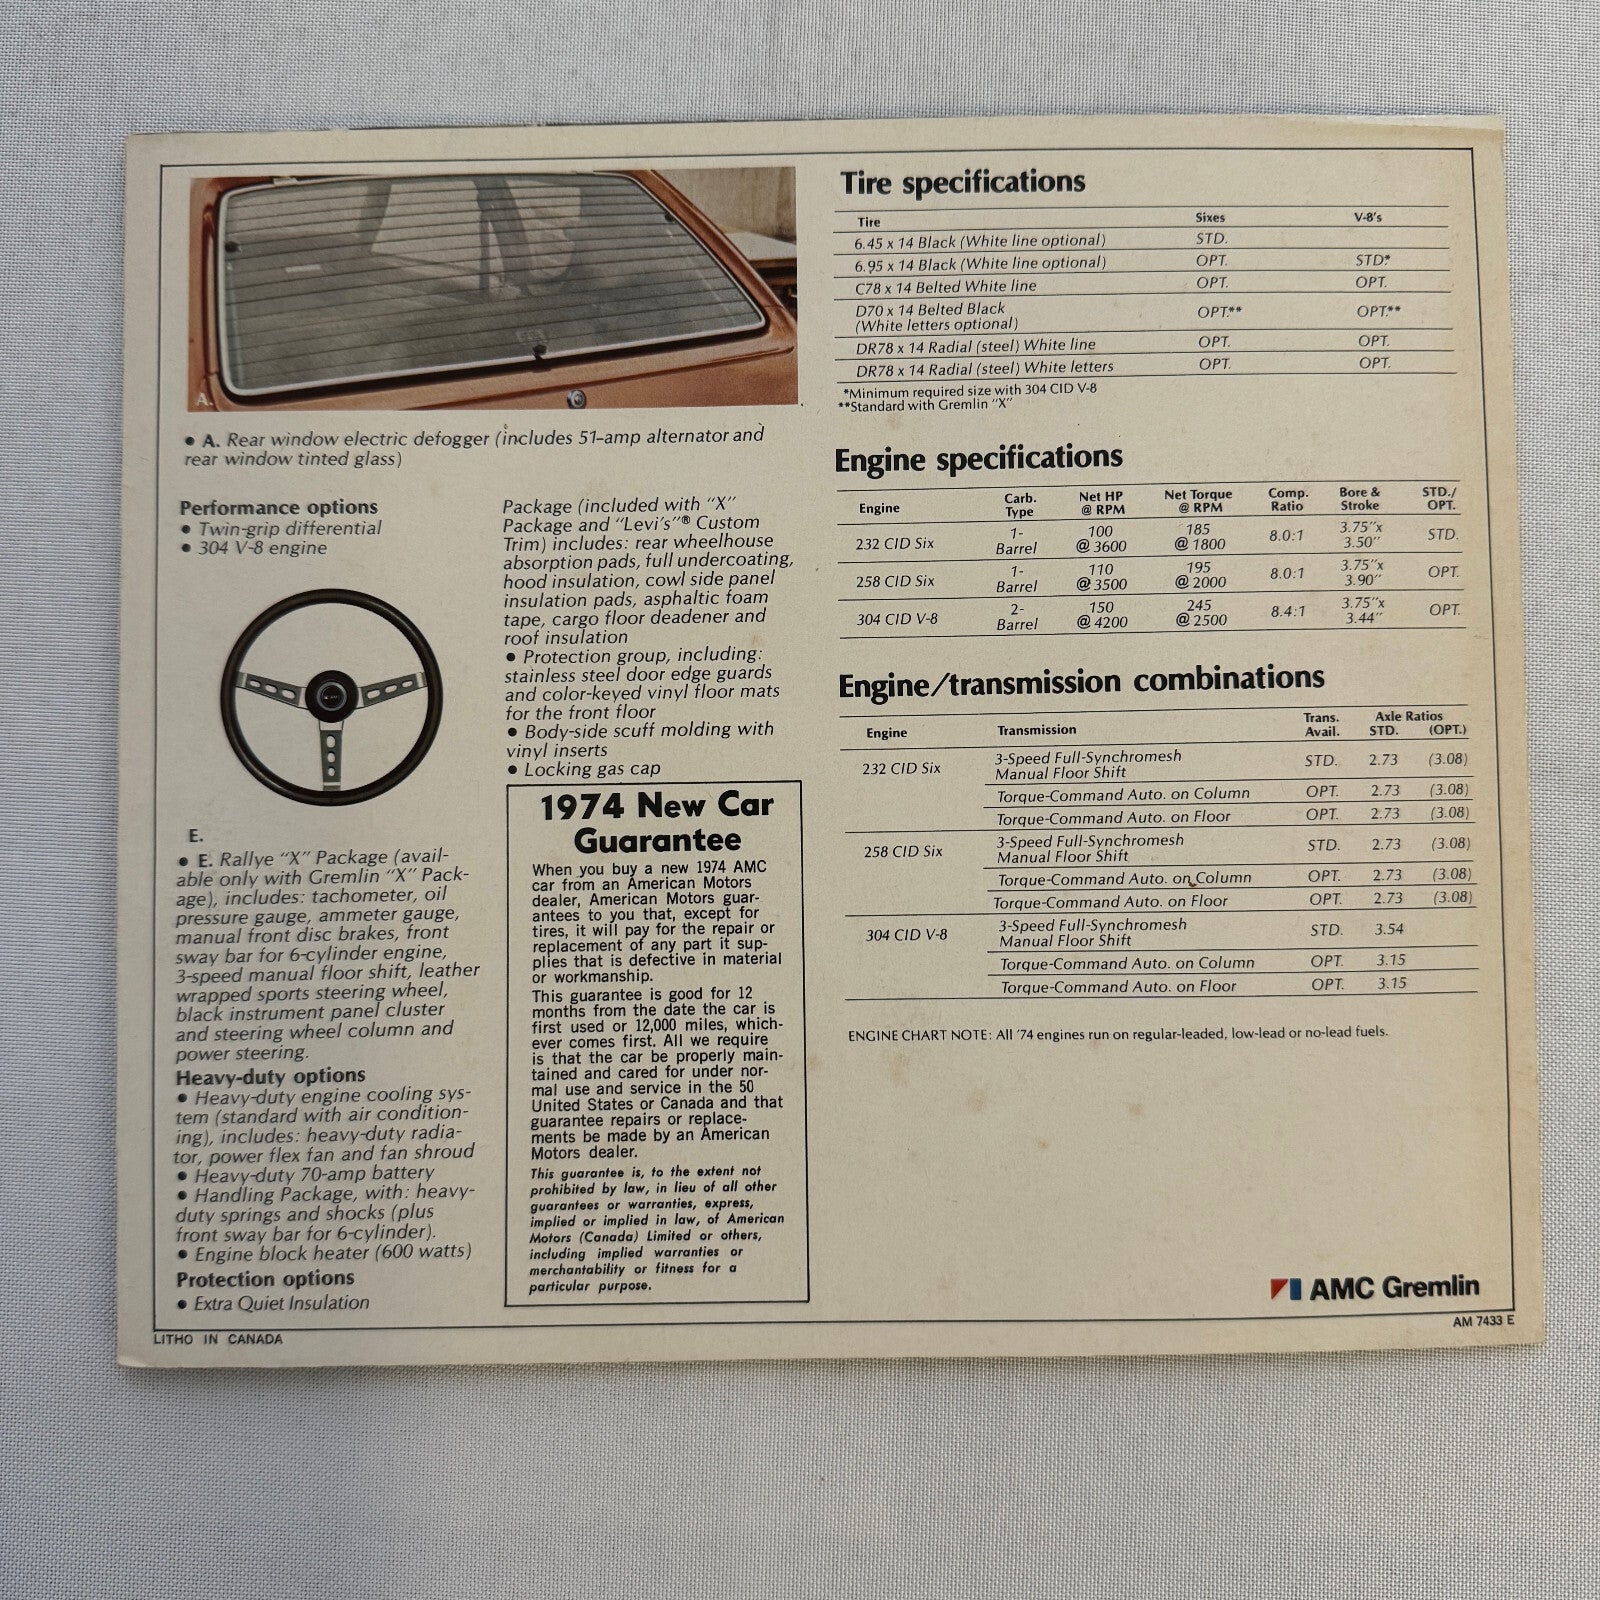 A.
• A. Rear window electric defogger (includes 51-amp alternator and
rear window tinted glass)
Performance options
• Twin-grip differential
• 304 V-8 engine
E.
• E. Rallye "X" Package (avail-
able only with Gremlin "X" Pack-
age), includes: tachometer, oil
pressure gauge, ammeter gauge,
manual front disc brakes, front
sway bar for 6-cylinder engine,
3-speed manual floor shift, leather
wrapped sports steering wheel,
black instrument panel cluster
and steering wheel column and
power steering.
Heavy-duty options
• Heavy-duty engine cooling sys-
tem (standard with air condition-
ing), includes: heavy-duty radia-
tor, power flex fan and fan shroud
• Heavy-duty 70-amp battery
• Handling Package, with: heavy-
duty springs and shocks (plus
front sway bar for 6-cylinder).
• Engine block heater (600 watts)
Protection options
• Extra Quiet Insulation
Package (included with "X"
Package and "Levi's"® Custom
Trim) includes: rear wheelhouse
absorption pads, full undercoating,
hood insulation, cowl side panel
insulation pads, asphaltic foam
tape, cargo floor deadener and
roof insulation
• Protection group, including:
stainless steel door edge guards
and color-keyed vinyl floor mats
for the front floor
• Body-side scuff molding with
vinyl inserts
• Locking gas cap
1974 New Car
Guarantee
When you buy a new 1974 AMC
car from an American Motors
dealer, American Motors guar-
antees to you that, except for
tires, it will pay for the repair or
replacement of any part it sup-
plies that is defective in material
or workmanship.
This guarantee is good for 12
months from the date the car is
first used or 12,000 miles, which-
ever comes first. All we require
is that the car be properly main-
tained and cared for under nor-
mal use and service in the 50
United States or Canada and that
guarantee repairs or replace-
ments be made by an American
Motors dealer.
This guarantee is, to the extent not
prohibited by law, in lieu of all other
guarantees or warranties, express,
implied or implied in law, of American
Motors (Canada) Limited or others,
including implied warranties or
merchantability or fitness for a
particular purpose.
Tire specifications
Tire Sixes V-8's
6.45 x 14 Black (White line optional) STD.
6.95 x 14 Black (White line optional) OPT. STD.*
C78 x 14 Belted White line OPT. OPT.
D70 x 14 Belted Black
(White letters optional) OPT.** OPT.**
DR78 x 14 Radial (steel) White line OPT. OPT.
DR78 x 14 Radial (steel) White letters OPT. OPT.
*Minimum required size with 304 CID V-8
**Standard with Gremlin "X"
Engine specifications
Engine Carb. Type Net HP @ RPM Net Torque @ RPM Comp. Ratio Bore & Stroke STD./ OPT.
232 CID Six 1-Barrel 100 @ 3600 185 @ 1800 8.0:1 3.75"x 3.50" STD.
258 CID Six 1-Barrel 110 @ 3500 195 @ 2000 8.0:1 3.75"x 3.90" OPT.
304 CID V-8 2-Barrel 150 @ 4200 245 @ 2500 8.4:1 3.75"x 3.44" OPT.
Engine/transmission combinations
Engine Transmission Trans. Avail. Axle Ratios STD. (OPT.)
232 CID Six 3-Speed Full-Synchromesh
Manual Floor Shift STD. 2.73 (3.08)
Torque-Command Auto. on Column OPT. 2.73 (3.08)
Torque-Command Auto. on Floor OPT. 2.73 (3.08)
258 CID Six 3-Speed Full-Synchromesh
Manual Floor Shift STD. 2.73 (3.08)
Torque-Command Auto. on Column OPT. 2.73 (3.08)
Torque-Command Auto. on Floor OPT. 2.73 (3.08)
304 CID V-8 3-Speed Full-Synchromesh
Manual Floor Shift STD. 3.54
Torque-Command Auto. on Column OPT. 3.15
Torque-Command Auto. on Floor OPT. 3.15
ENGINE CHART NOTE: All '74 engines run on regular-leaded, low-lead or no-lead fuels.
AMC Gremlin
AM 7433 E
LITHO IN CANADA